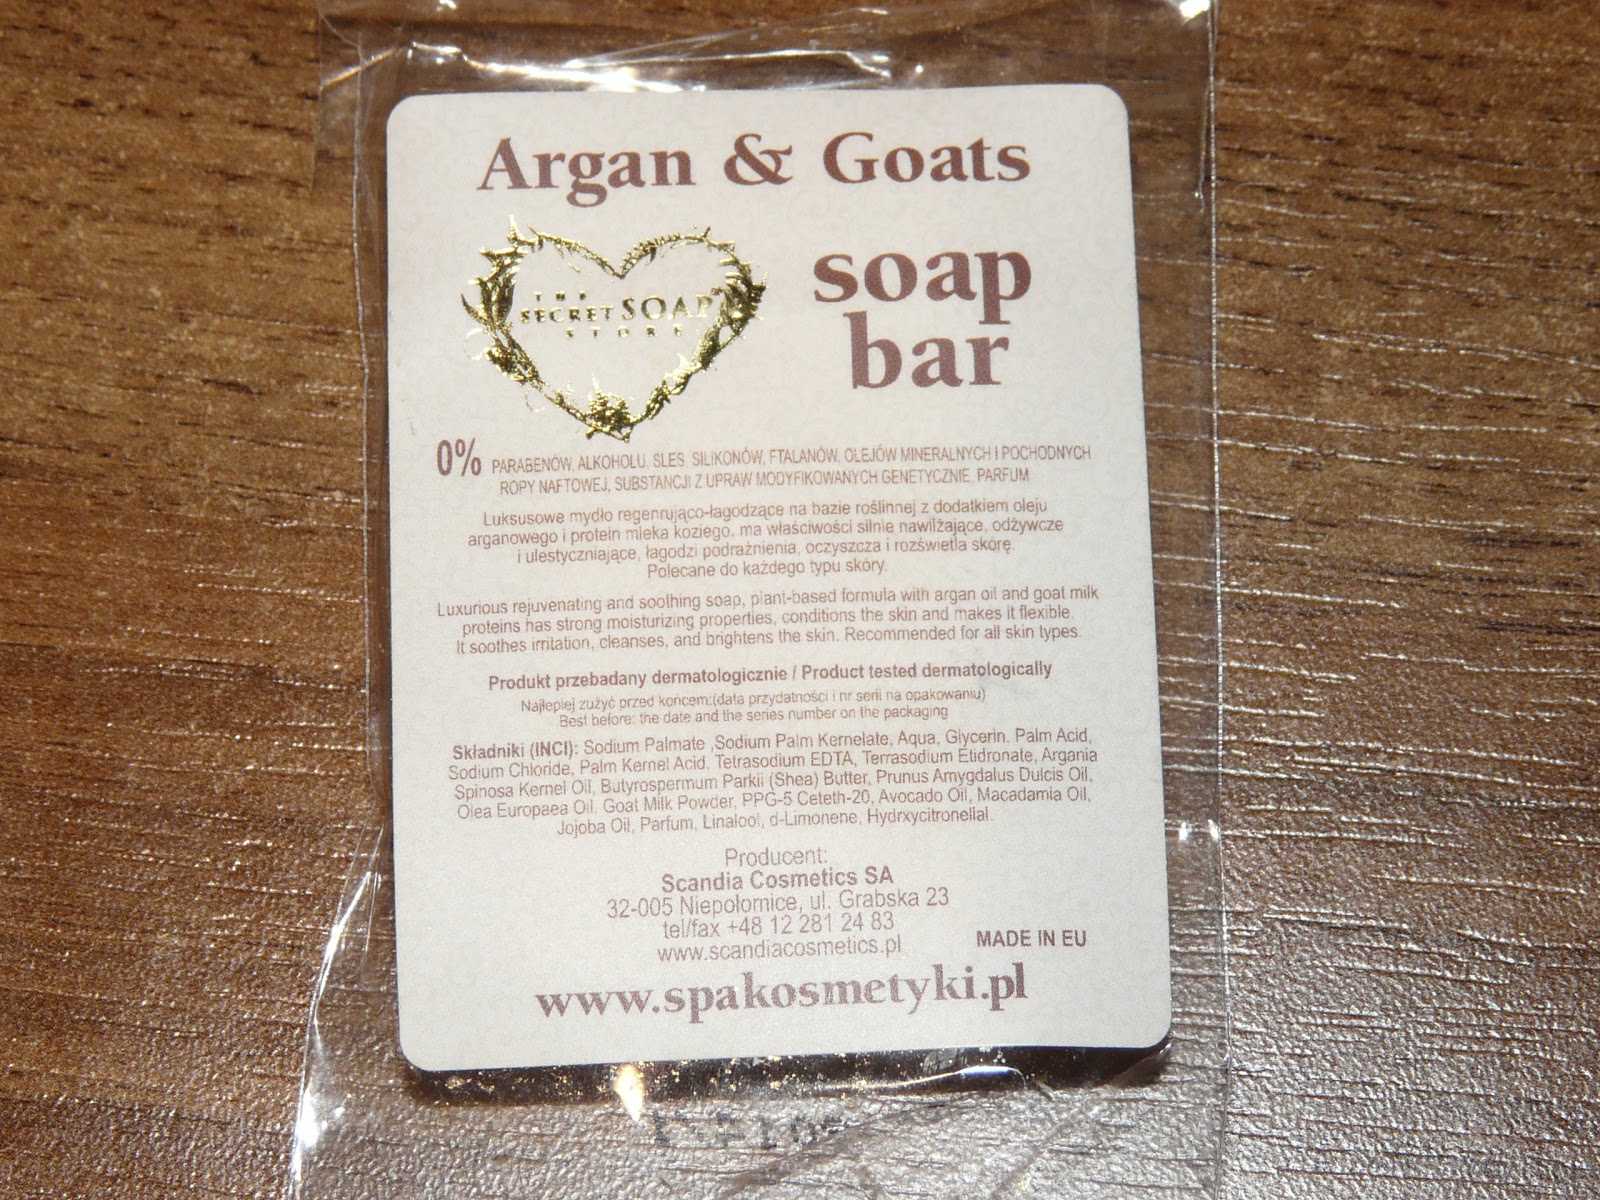 Argan & Goats
THE
SECRET SOAP
STORE
soap
bar
0% PARABENÓW, ALKOHOLU, SLES, SILIKONÓW, FTALANÓW, OLEJÓW MINERALNYCH I POCHODNYCH
ROPY NAFTOWEJ, SUBSTANCJI Z UPRAW MODYFIKOWANYCH GENETYCZNIE, PARFUM
Luksusowe mydło regenrująco-łagodzące na bazie roślinnej z dodatkiem oleju
arganowego i protein mleka koziego, ma właściwości silnie nawilżające, odżywcze
i ulestyczniające, łagodzi podrażnienia, oczyszcza i rozświetla skórę.
Polecane do każdego typu skóry.
Luxurious rejuvenating and soothing soap, plant-based formula with argan oil and goat milk
proteins has strong moisturizing properties, conditions the skin and makes it flexible.
It soothes irritation, cleanses, and brightens the skin. Recommended for all skin types.
Produkt przebadany dermatologicznie / Product tested dermatologically
Najlepiej zużyć przed końcem:(data przydatności i nr serii na opakowaniu)
Best before: the date and the series number on the packaging
Składniki (INCI): Sodium Palmate ,Sodium Palm Kernelate, Aqua, Glycerin, Palm Acid,
Sodium Chloride, Palm Kernel Acid, Tetrasodium EDTA, Terrasodium Etidronate, Argania
Spinosa Kernel Oil, Butyrospermum Parkii (Shea) Butter, Prunus Amygdalus Dulcis Oil,
Olea Europaea Oil, Goat Milk Powder, PPG-5 Ceteth-20, Avocado Oil, Macadamia Oil,
Jojoba Oil, Parfum, Linalool, d-Limonene, Hydrxycitronellal.
Producent:
Scandia Cosmetics SA
32-005 Niepołomice, ul. Grabska 23
tel/fax +48 12 281 24 83
www.scandiacosmetics.pl
MADE IN EU
www.spakosmetyki.pl